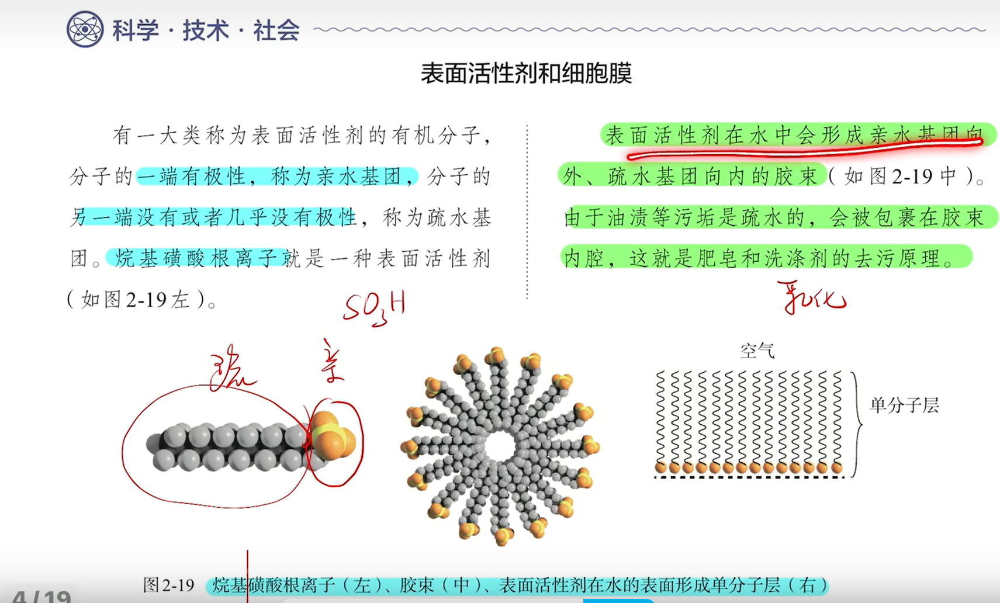 科学·技术·社会
表面活性剂和细胞膜
有一大类称为表面活性剂的有机分子，
分子的一端有极性，称为亲水基团，分子的
另一端没有或者几乎没有极性，称为疏水基
团。烷基磺酸根离子就是一种表面活性剂
（如图2-19左）。
表面活性剂在水中会形成亲水基团向
外、疏水基团向内的胶束（如图2-19中）。
由于油渍等污垢是疏水的，会被包裹在胶束
内腔，这就是肥皂和洗涤剂的去污原理。
SO₃H
乳化
疏
亲
空气
单分子层
图2-19 烷基磺酸根离子（左）、胶束（中）、表面活性剂在水的表面形成单分子层（右）
4/19